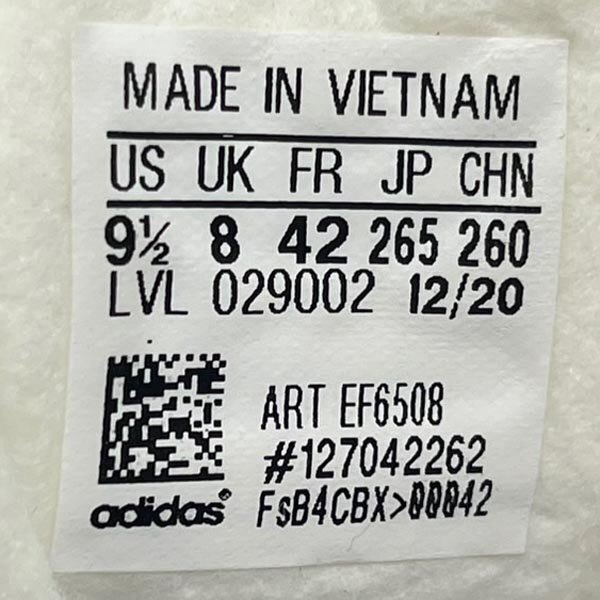 MADE IN VIETNAM
US UK FR JP CHN
9½ 8 42 265 260
LVL 029002 12/20
ART EF6508
#127042262
adidas® FsB4CBX>00042